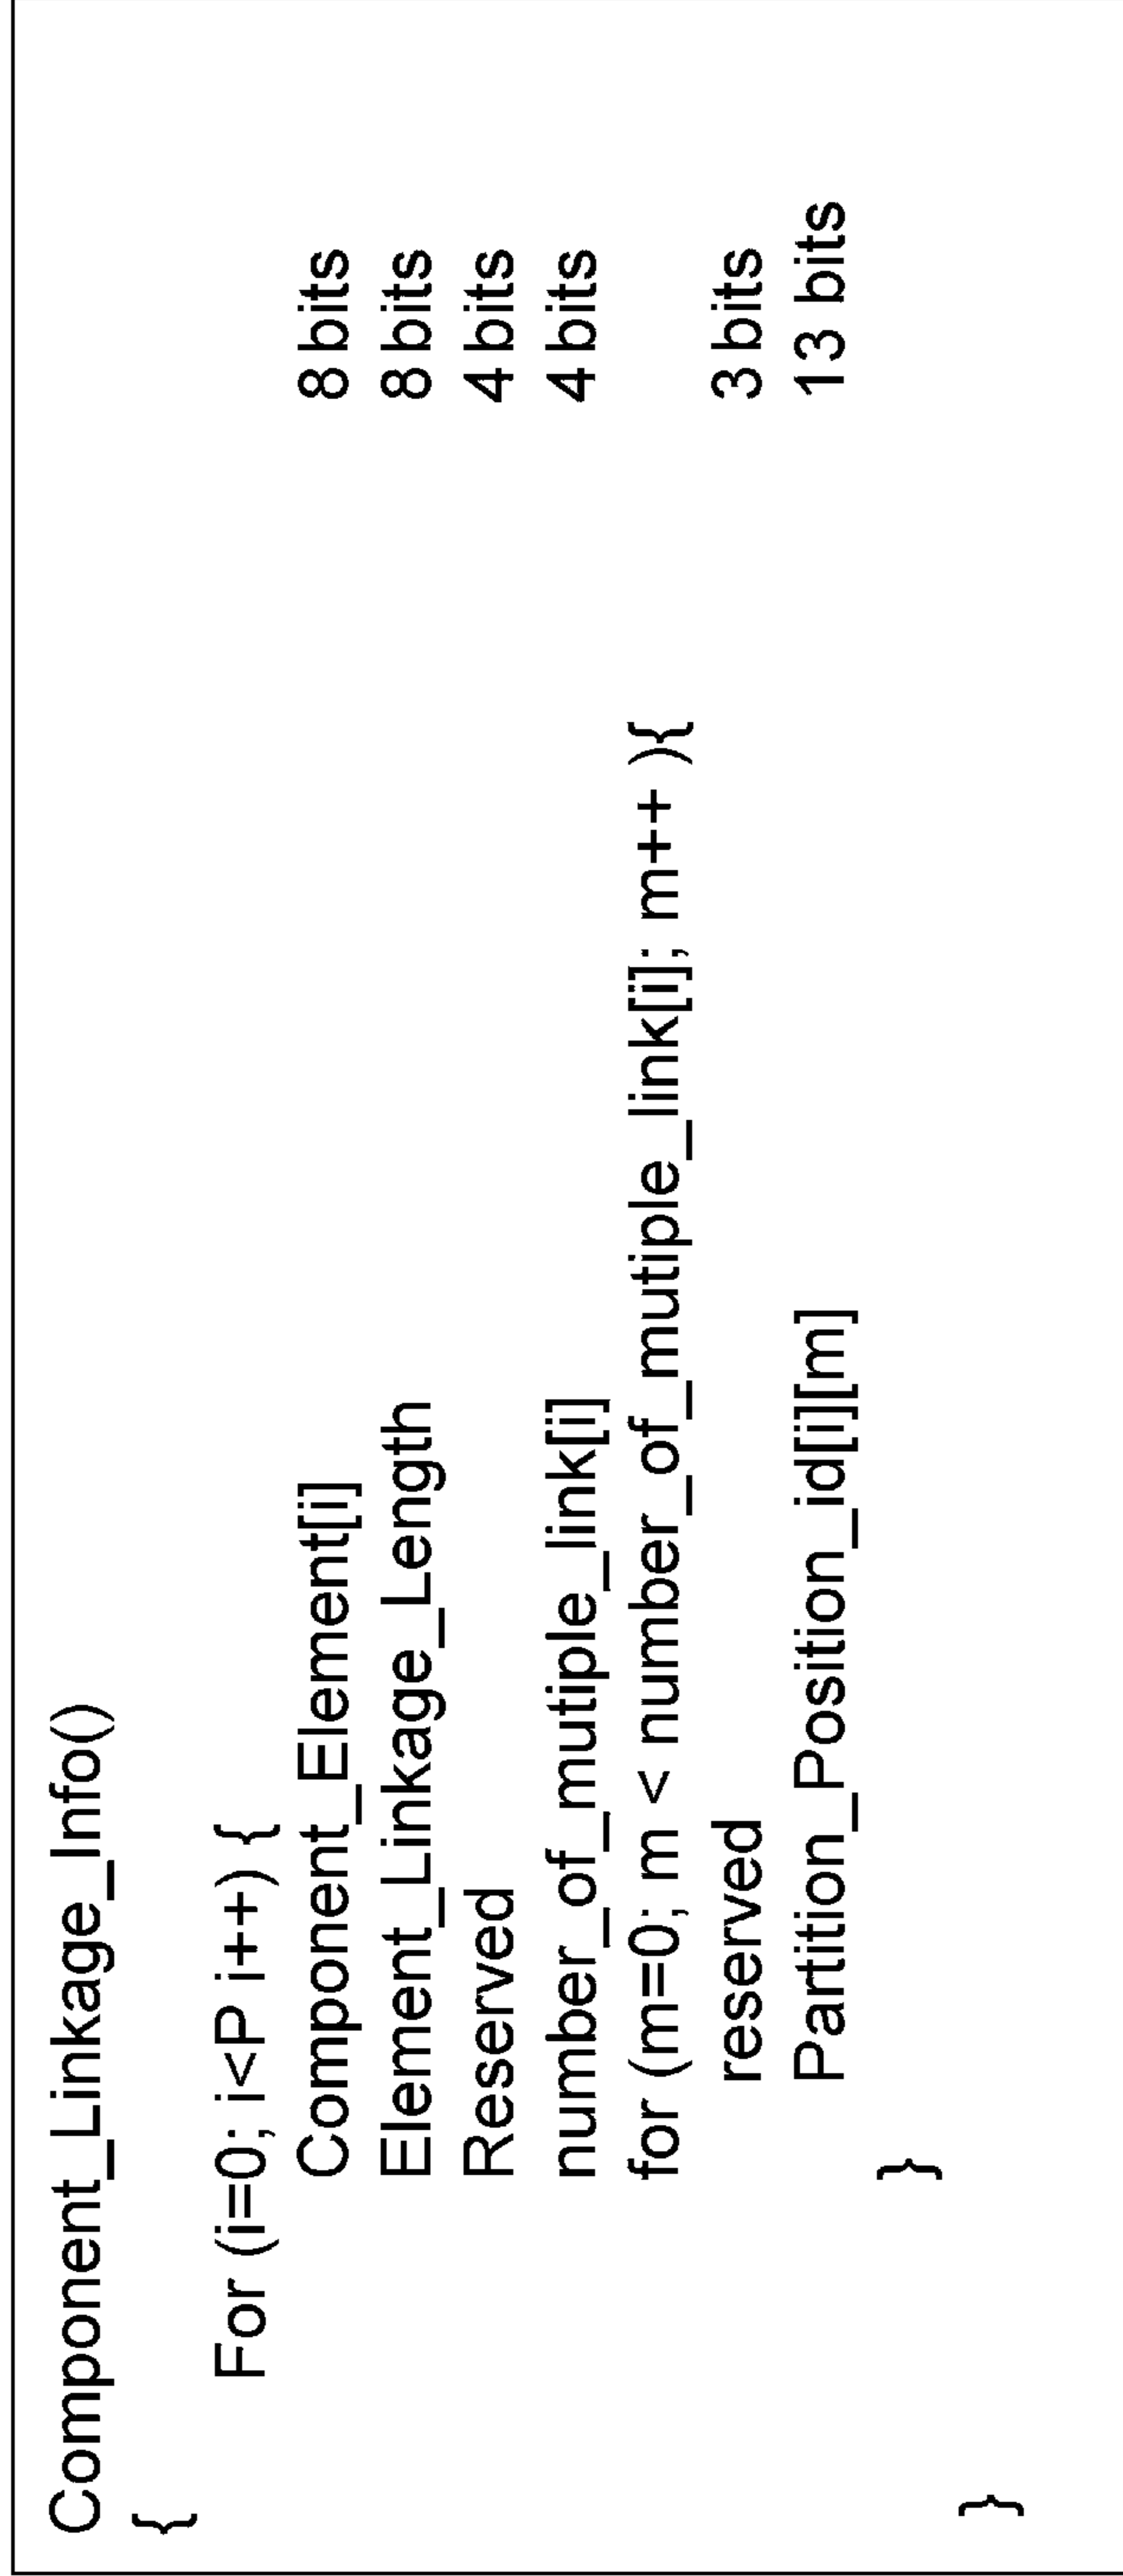 Component_Linkage_Info()
{
For (i=0; i<P i++) {
Component_Element[i] 8 bits
Element_Linkage_Length 8 bits
Reserved 4 bits
number_of_mutiple_link[i] 4 bits
for (m=0; m < number_of_mutiple_link[i]; m++ ){
reserved 3 bits
Partition_Position_id[i][m] 13 bits
}
}